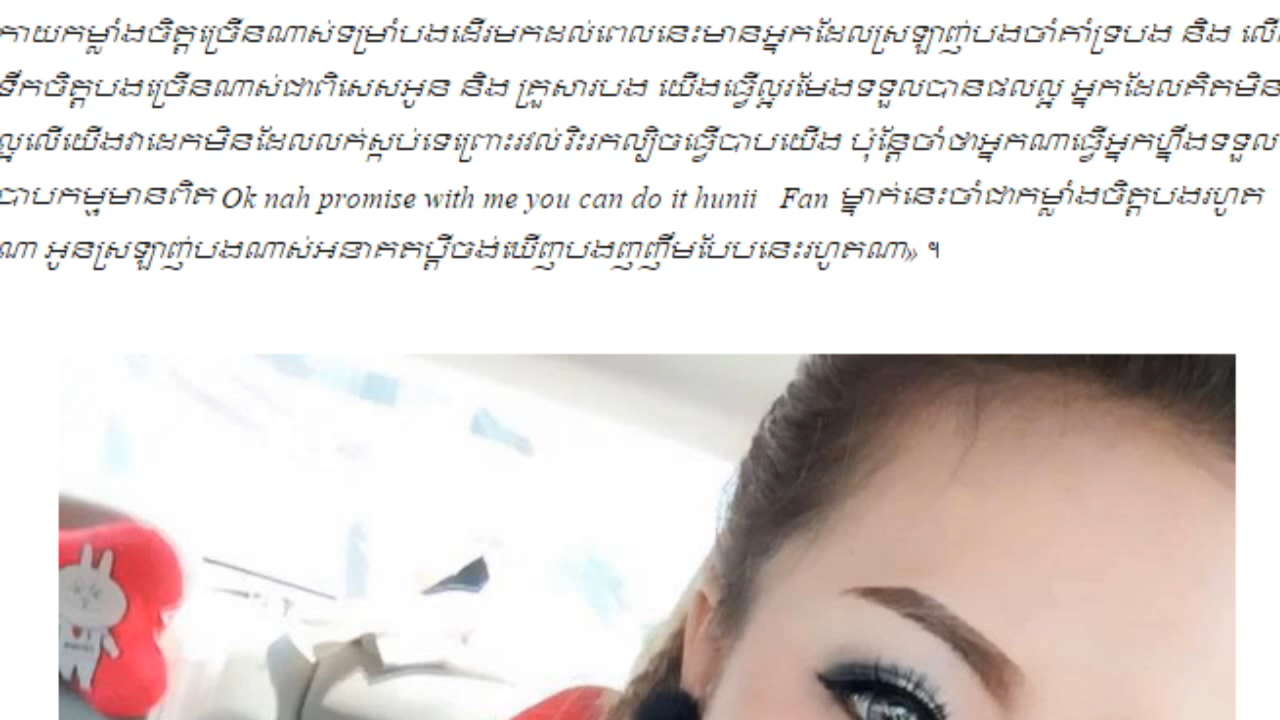 កាយកម្លាំងចិត្តច្រើនណាស់ទម្រាំបងដើរមកដល់ពេលនេះមានអ្នកដែលស្រឡាញ់បងចាំគាំទ្របង និង លើ
ទឹកចិត្តបងច្រើនណាស់ជាពិសេសអូន និង គ្រួសារបង យើងធ្វើល្អរមែងទទួលបានផលល្អ អ្នកដែលគិតមិន
ល្អលើយើងវាដេកមិនដែលលក់ស្កប់ទេព្រោះរវល់រិះរកល្បិចធ្វើបាបយើង ប៉ុន្តែចាំថាអ្នកណាធ្វើអ្នកហ្នឹងទទួល
បាបកម្មមានពិត Ok nah promise with me you can do it hunii Fan ម្នាក់នេះចាំជាកម្លាំងចិត្តបងរហូត
ណា អូនស្រឡាញ់បងណាស់អនាគតប្តីចង់ឃើញបងញញឹមបែបនេះរហូតណា» ។